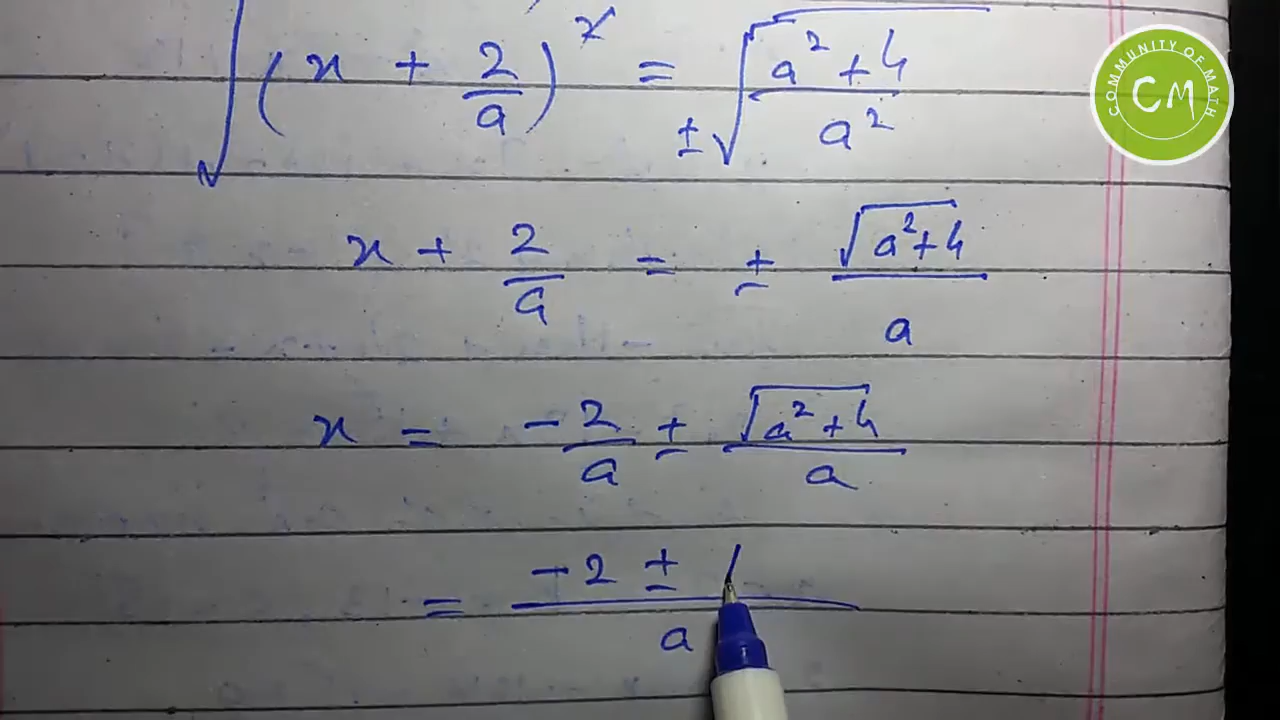 √(x + 2/a)² = ±√(a²+4)/a²
x + 2/a = ± √(a²+4)/a
x = -2/a ± √(a²+4)/a
= -2 ± /a
COMMUNITY OF MATH
CM